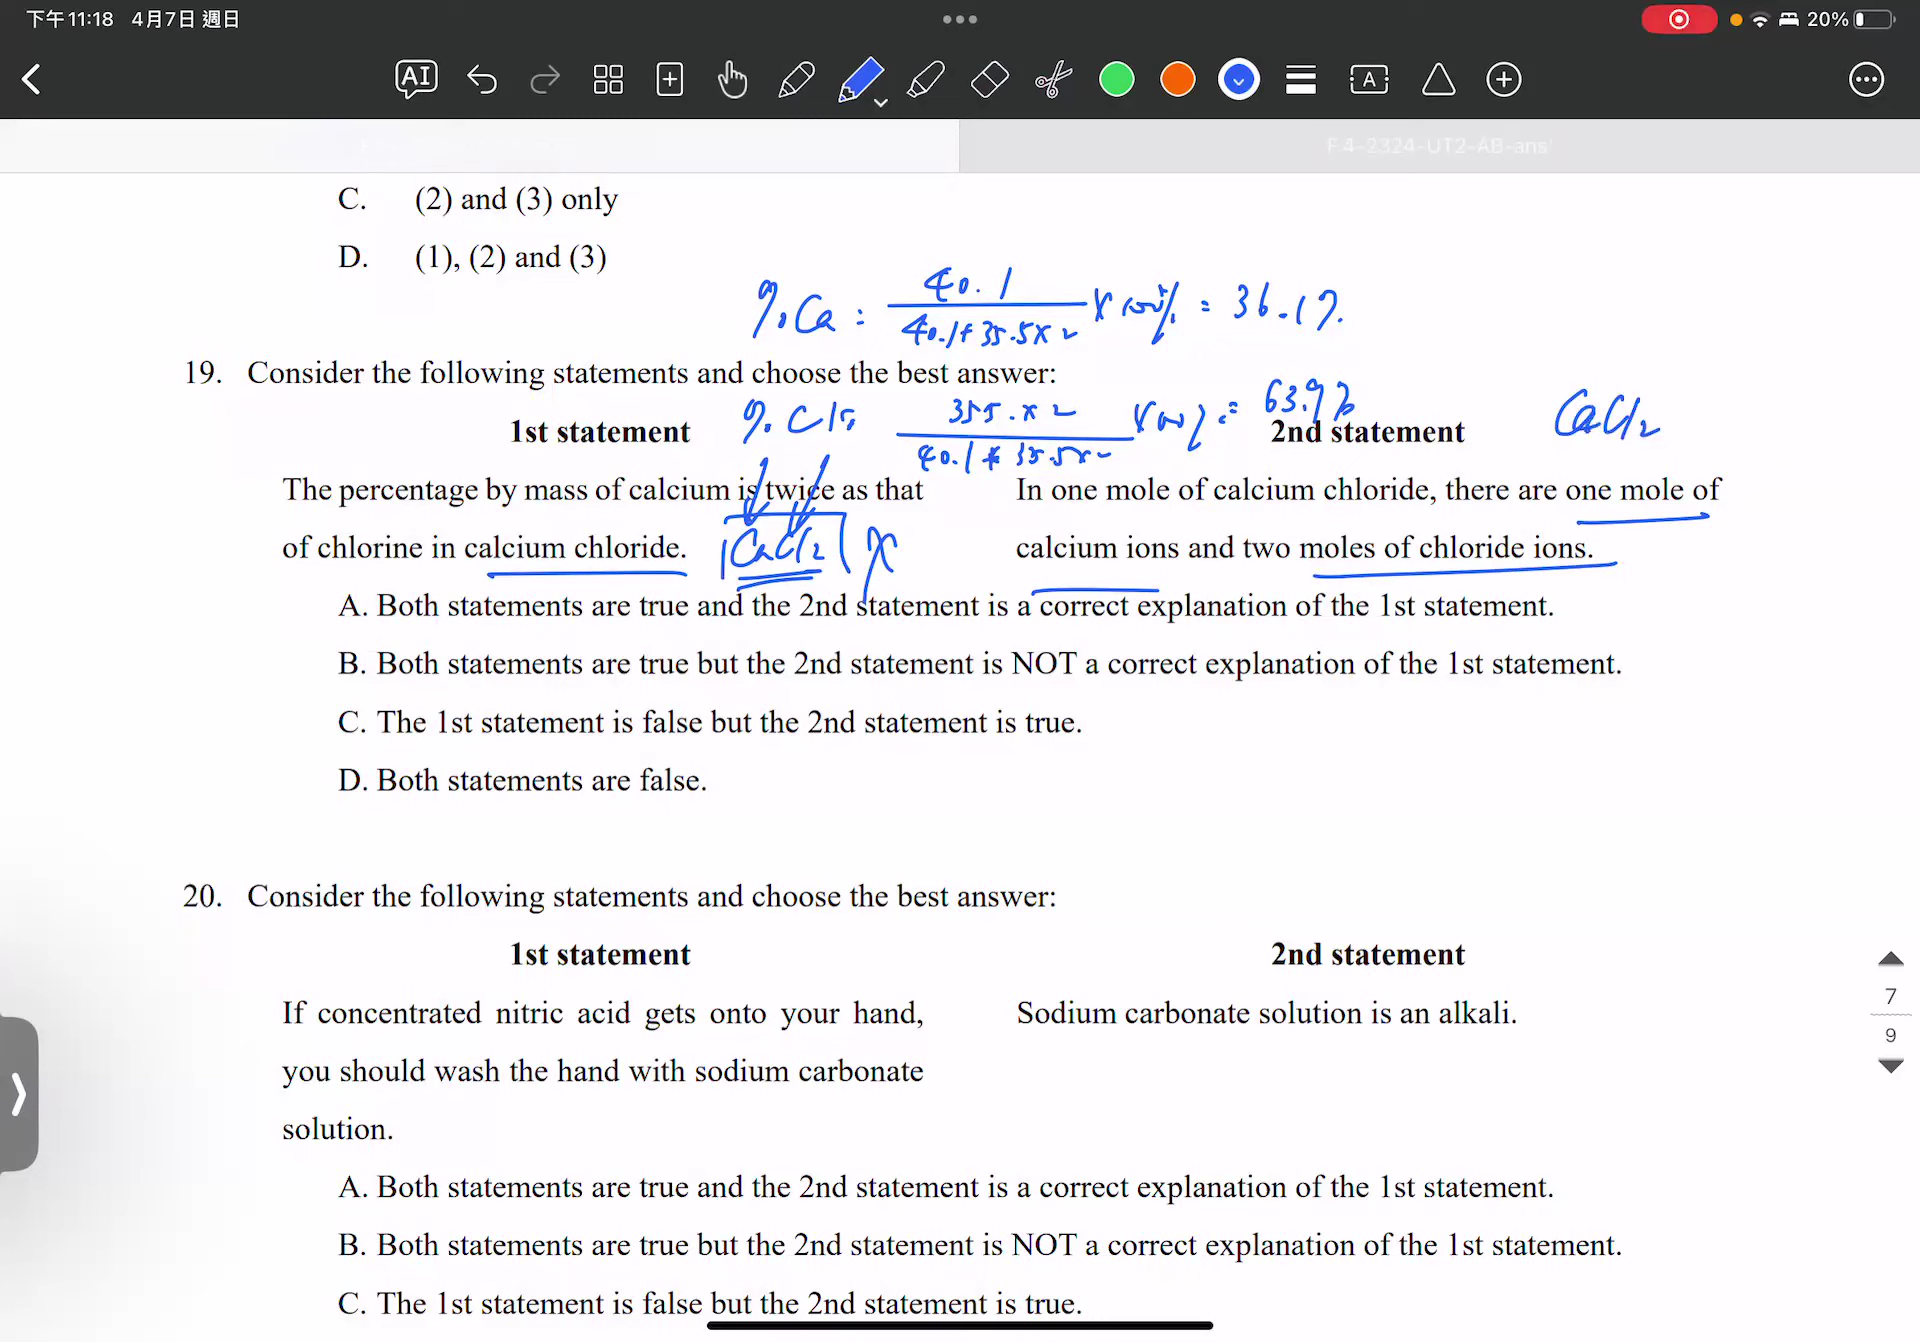 下午11:18 4月7日 週日
20%
AI
A
F.4-2324-UT2-AB-ans
C. (2) and (3) only
D. (1), (2) and (3)
%Ca = 40.1 / 40.1+35.5x2 x 100% = 36.1%
19. Consider the following statements and choose the best answer:
%Cl = 35.5 x 2 / 40.1 + 35.5x2 x 100% = 63.9%
CaCl2
1st statement
2nd statement
The percentage by mass of calcium is twice as that
of chlorine in calcium chloride.
CaCl2 X
In one mole of calcium chloride, there are one mole of
calcium ions and two moles of chloride ions.
A. Both statements are true and the 2nd statement is a correct explanation of the 1st statement.
B. Both statements are true but the 2nd statement is NOT a correct explanation of the 1st statement.
C. The 1st statement is false but the 2nd statement is true.
D. Both statements are false.
20. Consider the following statements and choose the best answer:
1st statement
2nd statement
If concentrated nitric acid gets onto your hand,
you should wash the hand with sodium carbonate
solution.
Sodium carbonate solution is an alkali.
7
9
A. Both statements are true and the 2nd statement is a correct explanation of the 1st statement.
B. Both statements are true but the 2nd statement is NOT a correct explanation of the 1st statement.
C. The 1st statement is false but the 2nd statement is true.